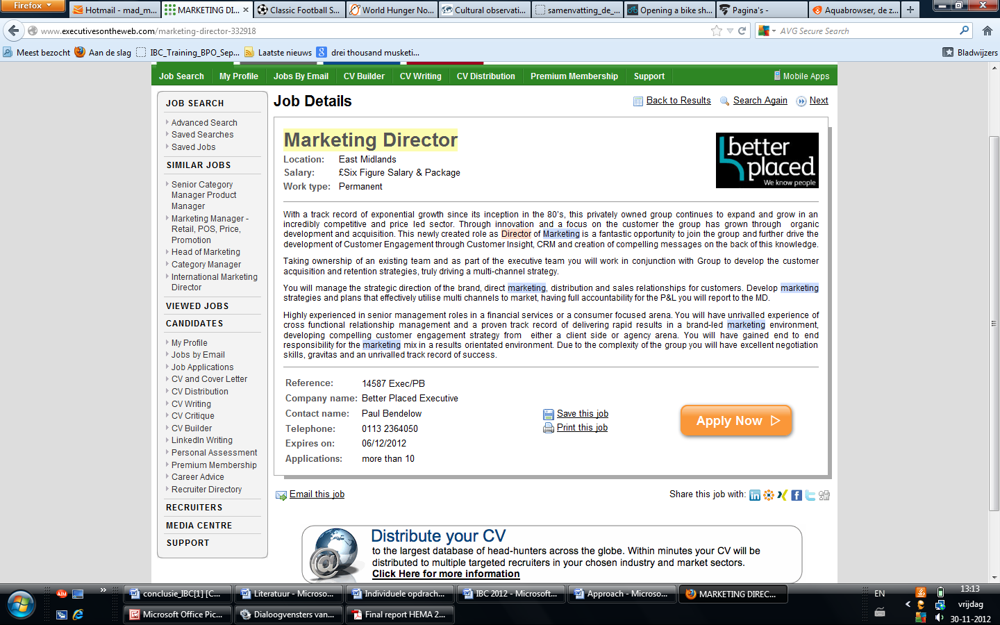 Firefox
Hotmail - mad_m...
MARKETING DI...
Classic Football S...
World Hunger No...
Cultural observati...
samenvatting_de_...
Opening a bike sh...
Pagina's -
Aquabrowser, de z...
www.executivesontheweb.com/marketing-director-332918
AVG Secure Search
Meest bezocht
Aan de slag
IBC_Training_BPO_Sep...
Laatste nieuws
drei thousand musketi...
Bladwijzers
Job Search
My Profile
Jobs By Email
CV Builder
CV Writing
CV Distribution
Premium Membership
Support
Mobile Apps
JOB SEARCH
Advanced Search
Saved Searches
Saved Jobs
SIMILAR JOBS
Senior Category
Manager Product
Manager
Marketing Manager -
Retail, POS, Price,
Promotion
Head of Marketing
Category Manager
International Marketing
Director
VIEWED JOBS
CANDIDATES
My Profile
Jobs by Email
Job Applications
CV and Cover Letter
CV Distribution
CV Writing
CV Critique
CV Builder
LinkedIn Writing
Personal Assessment
Premium Membership
Career Advice
Recruiter Directory
RECRUITERS
MEDIA CENTRE
SUPPORT
Job Details
Back to Results
Search Again
Next
Marketing Director
Location: East Midlands
Salary: £Six Figure Salary & Package
Work type: Permanent
better
placed
We know people
With a track record of exponential growth since its inception in the 80's, this privately owned group continues to expand and grow in an
incredibly competitive and price led sector. Through innovation and a focus on the customer the group has grown through organic
development and acquisition. This newly created role as Director of Marketing is a fantastic opportunity to join the group and further drive the
development of Customer Engagement through Customer Insight, CRM and creation of compelling messages on the back of this knowledge.
Taking ownership of an existing team and as part of the executive team you will work in conjunction with Group to develop the customer
acquisition and retention strategies, truly driving a multi-channel strategy.
You will manage the strategic direction of the brand, direct marketing, distribution and sales relationships for customers. Develop marketing
strategies and plans that effectively utilise multi channels to market, having full accountability for the P&L you will report to the MD.
Highly experienced in senior management roles in a financial services or a consumer focused arena. You will have unrivalled experience of
cross functional relationship management and a proven track record of delivering rapid results in a brand-led marketing environment,
developing compelling customer engagement strategy from either a client side or agency arena. You will have gained end to end
responsibility for the marketing mix in a results orientated environment. Due to the complexity of the group you will have excellent negotiation
skills, gravitas and an unrivalled track record of success.
Reference: 14587 Exec/PB
Company name: Better Placed Executive
Contact name: Paul Bendelow
Telephone: 0113 2364050
Expires on: 06/12/2012
Applications: more than 10
Save this job
Print this job
Apply Now
Email this job
Share this job with:
Distribute your CV
to the largest database of head-hunters across the globe. Within minutes your CV will be
distributed to multiple targeted recruiters in your chosen industry and market sectors.
Click Here for more information
conclusie_IBC[1] [C...
Literatuur - Microso...
Individuele opdrach...
IBC 2012 - Microsoft...
Approach - Microso...
MARKETING DIREC...
Microsoft Office Pic...
Dialoogvensters van...
Final report HEMA 2...
EN
13:13
vrijdag
30-11-2012